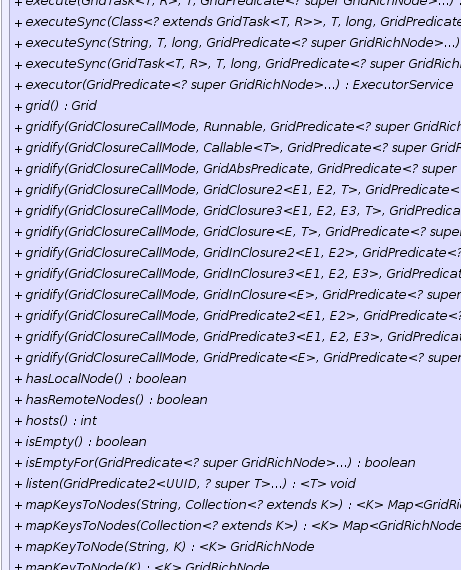 + execute(GridTask<T, R>, T, GridPredicate<? super GridRichNode>...) :
+ executeSync(Class<? extends GridTask<T, R>>, T, long, GridPredicate
+ executeSync(String, T, long, GridPredicate<? super GridRichNode>...)
+ executeSync(GridTask<T, R>, T, long, GridPredicate<? super GridRichN
+ executor(GridPredicate<? super GridRichNode>...) : ExecutorService
+ grid() : Grid
+ gridify(GridClosureCallMode, Runnable, GridPredicate<? super GridRich
+ gridify(GridClosureCallMode, Callable<T>, GridPredicate<? super GridR
+ gridify(GridClosureCallMode, GridAbsPredicate, GridPredicate<? super
+ gridify(GridClosureCallMode, GridClosure2<E1, E2, T>, GridPredicate<
+ gridify(GridClosureCallMode, GridClosure3<E1, E2, E3, T>, GridPredica
+ gridify(GridClosureCallMode, GridClosure<E, T>, GridPredicate<? supe
+ gridify(GridClosureCallMode, GridInClosure2<E1, E2>, GridPredicate<?
+ gridify(GridClosureCallMode, GridInClosure3<E1, E2, E3>, GridPredicat
+ gridify(GridClosureCallMode, GridInClosure<E>, GridPredicate<? super
+ gridify(GridClosureCallMode, GridPredicate2<E1, E2>, GridPredicate<?
+ gridify(GridClosureCallMode, GridPredicate3<E1, E2, E3>, GridPredicat
+ gridify(GridClosureCallMode, GridPredicate<E>, GridPredicate<? super
+ hasLocalNode() : boolean
+ hasRemoteNodes() : boolean
+ hosts() : int
+ isEmpty() : boolean
+ isEmptyFor(GridPredicate<? super GridRichNode>...) : boolean
+ listen(GridPredicate2<UUID, ? super T>...) : <T> void
+ mapKeysToNodes(String, Collection<? extends K>) : <K> Map<GridRi
+ mapKeysToNodes(Collection<? extends K>) : <K> Map<GridRichNode
+ mapKeyToNode(String, K) : <K> GridRichNode
+ mapKeyToNode(K) : <K> GridRichNode